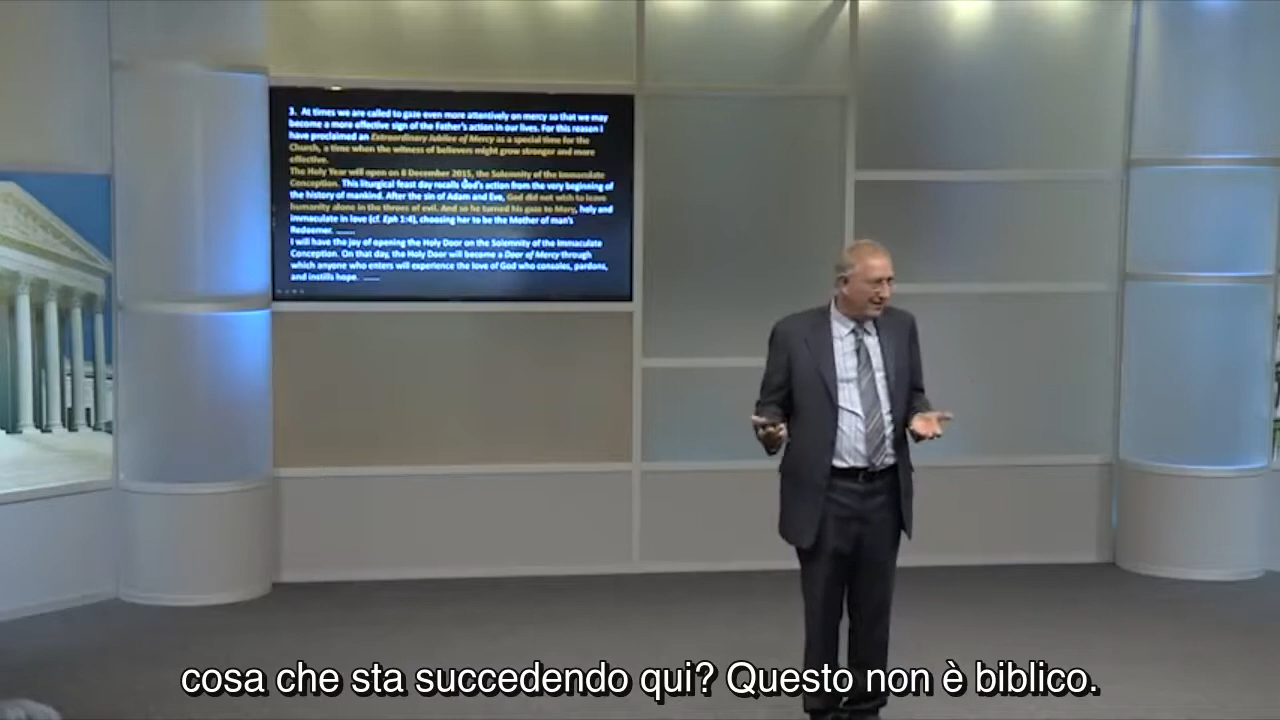 3. At times we are called to gaze even more attentively on mercy so that we may
become a more effective sign of the Father's action in our lives. For this reason I
have proclaimed an Extraordinary Jubilee of Mercy as a special time for the
Church, a time when the witness of believers might grow stronger and more
effective.
The Holy Year will open on 8 December 2015, the Solemnity of the Immaculate
Conception. This liturgical feast day recalls God's action from the very beginning of
the history of mankind. After the sin of Adam and Eve, God did not wish to leave
humanity alone in the throes of evil. And so he turned his gaze to Mary, holy and
immaculate in love (cf. Eph 1:4), choosing her to be the Mother of man's
Redeemer. ......
I will have the joy of opening the Holy Door on the Solemnity of the Immaculate
Conception. On that day, the Holy Door will become a Door of Mercy through
which anyone who enters will experience the love of God who consoles, pardons,
and instills hope. ......
cosa che sta succedendo qui? Questo non è biblico.